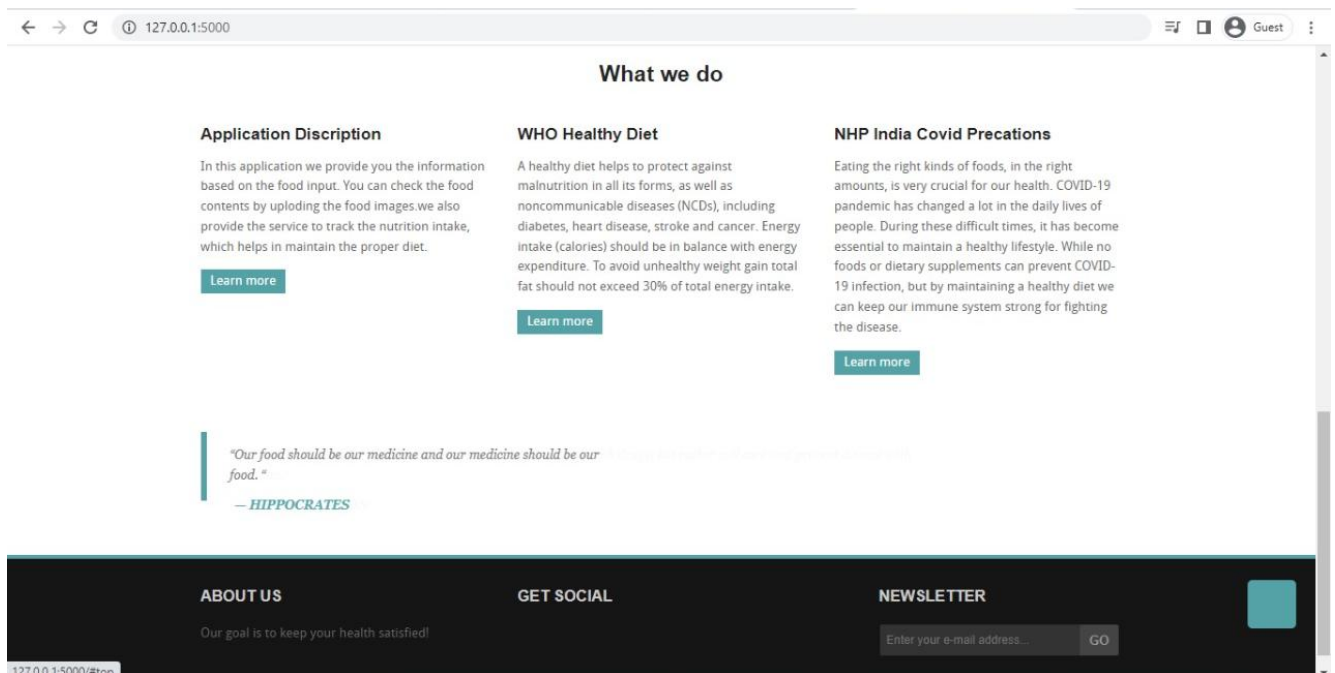 127.0.0.1:5000
Guest
What we do
Application Discription
In this application we provide you the information
based on the food input. You can check the food
contents by uploding the food images.we also
provide the service to track the nutrition intake,
which helps in maintain the proper diet.
Learn more
WHO Healthy Diet
A healthy diet helps to protect against
malnutrition in all its forms, as well as
noncommunicable diseases (NCDs), including
diabetes, heart disease, stroke and cancer. Energy
intake (calories) should be in balance with energy
expenditure. To avoid unhealthy weight gain total
fat should not exceed 30% of total energy intake.
Learn more
NHP India Covid Precations
Eating the right kinds of foods, in the right
amounts, is very crucial for our health. COVID-19
pandemic has changed a lot in the daily lives of
people. During these difficult times, it has become
essential to maintain a healthy lifestyle. While no
foods or dietary supplements can prevent COVID-
19 infection, but by maintaining a healthy diet we
can keep our immune system strong for fighting
the disease.
Learn more
“Our food should be our medicine and our medicine should be our
food. “
— HIPPOCRATES
ABOUT US
Our goal is to keep your health satisfied!
GET SOCIAL
NEWSLETTER
Enter your e-mail address...
GO
127.0.0.1:5000/#top